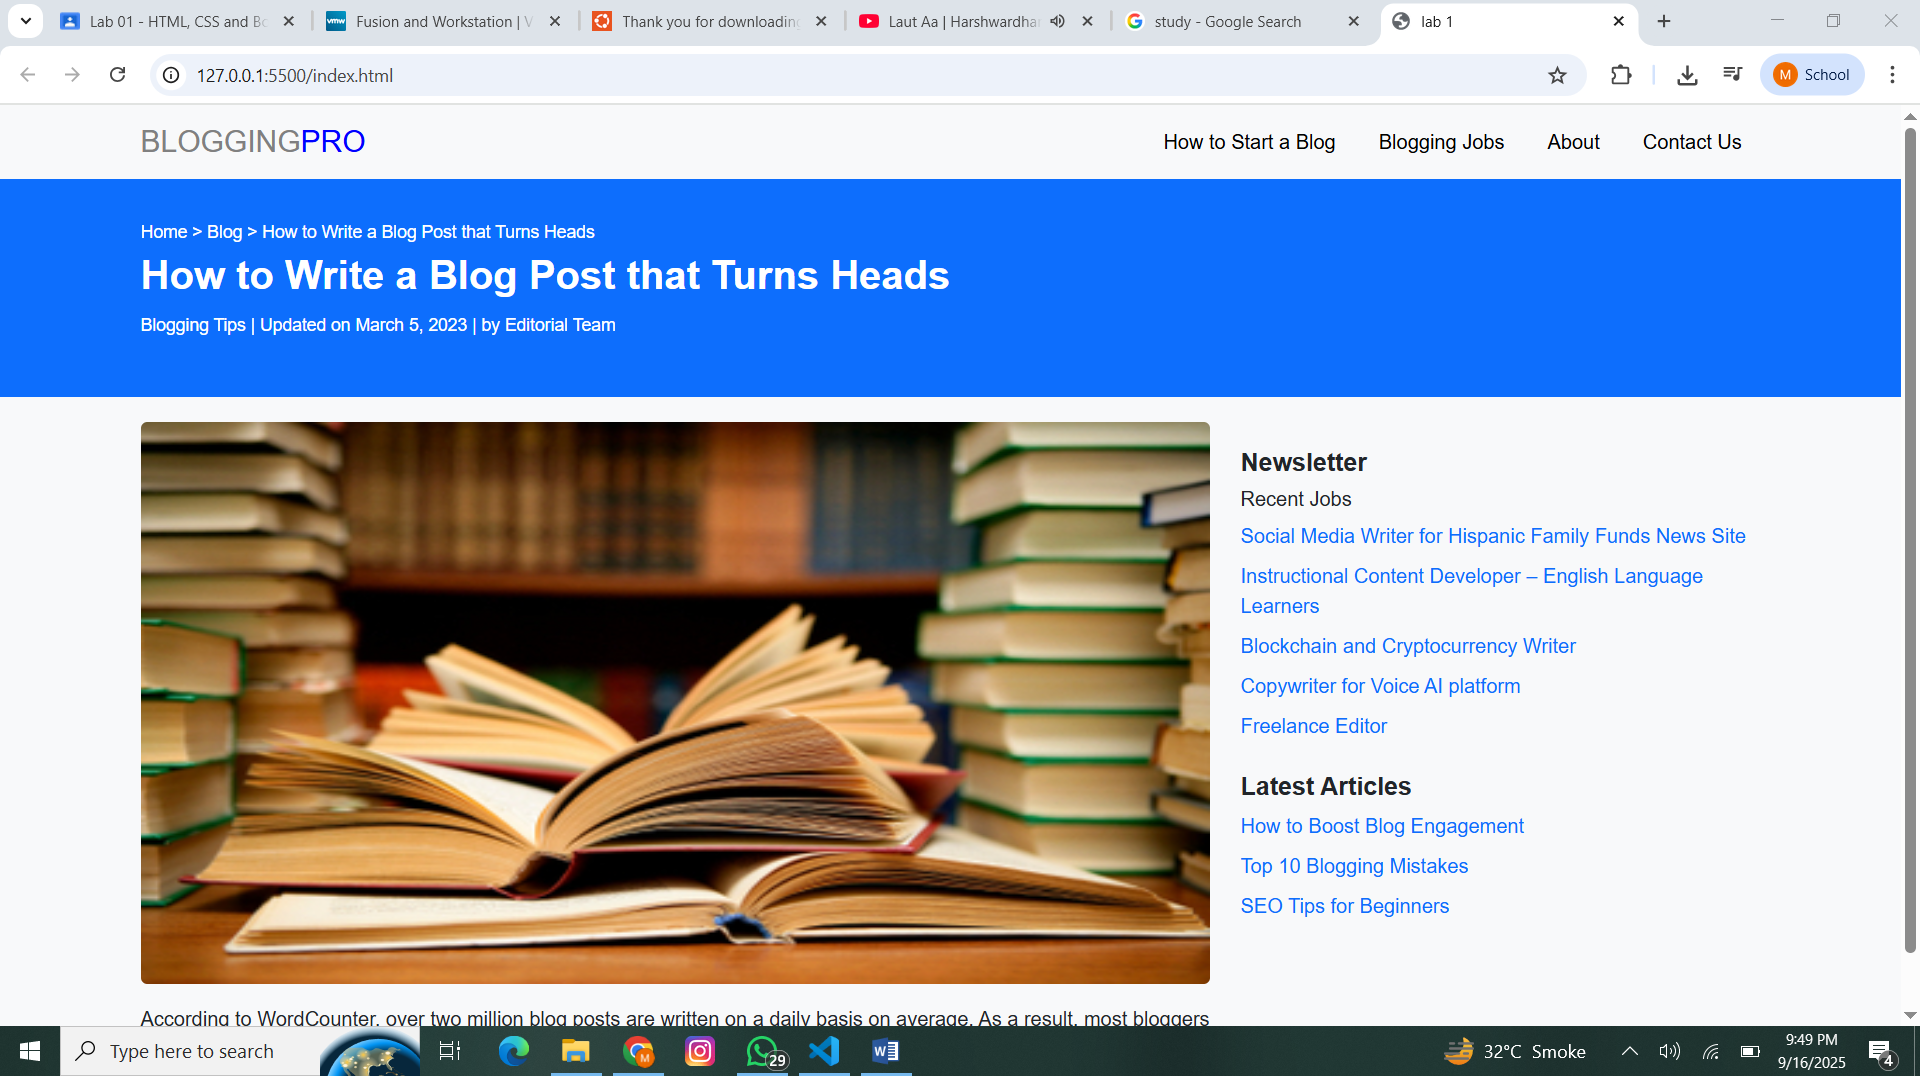 Lab 01 - HTML, CSS and Bo
Fusion and Workstation | V
Thank you for downloading
Laut Aa | Harshwardhan
study - Google Search
lab 1
127.0.0.1:5500/index.html
M School
BLOGGINGPRO
How to Start a Blog
Blogging Jobs
About
Contact Us
Home > Blog > How to Write a Blog Post that Turns Heads
How to Write a Blog Post that Turns Heads
Blogging Tips | Updated on March 5, 2023 | by Editorial Team
Newsletter
Recent Jobs
Social Media Writer for Hispanic Family Funds News Site
Instructional Content Developer – English Language
Learners
Blockchain and Cryptocurrency Writer
Copywriter for Voice AI platform
Freelance Editor
Latest Articles
How to Boost Blog Engagement
Top 10 Blogging Mistakes
SEO Tips for Beginners
According to WordCounter, over two million blog posts are written on a daily basis on average. As a result, most bloggers
Type here to search
M
29
32°C Smoke
9:49 PM
9/16/2025
4